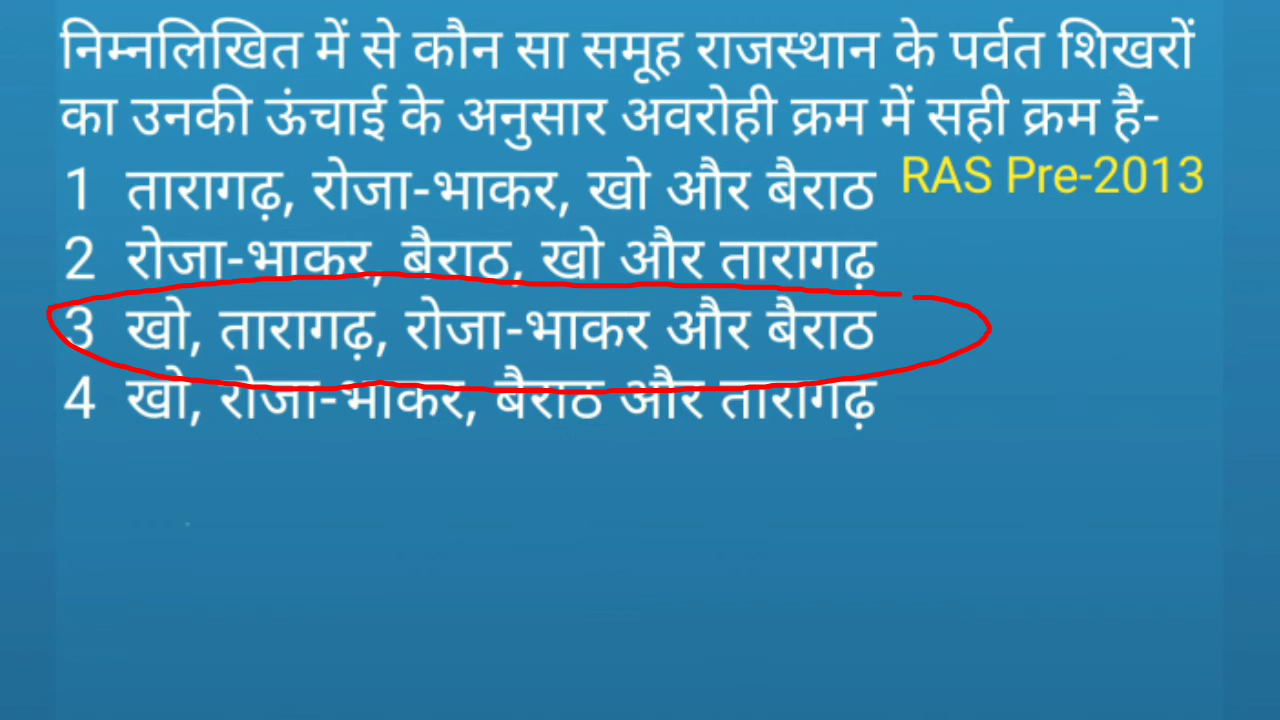 निम्नलिखित में से कौन सा समूह राजस्थान के पर्वत शिखरों
का उनकी ऊंचाई के अनुसार अवरोही क्रम में सही क्रम है-
1 तारागढ़, रोजा-भाकर, खो और बैराठ RAS Pre-2013
2 रोजा-भाकर, बैराठ, खो और तारागढ़
3 खो, तारागढ़, रोजा-भाकर और बैराठ
4 खो, रोजा-भाकर, बैराठ और तारागढ़